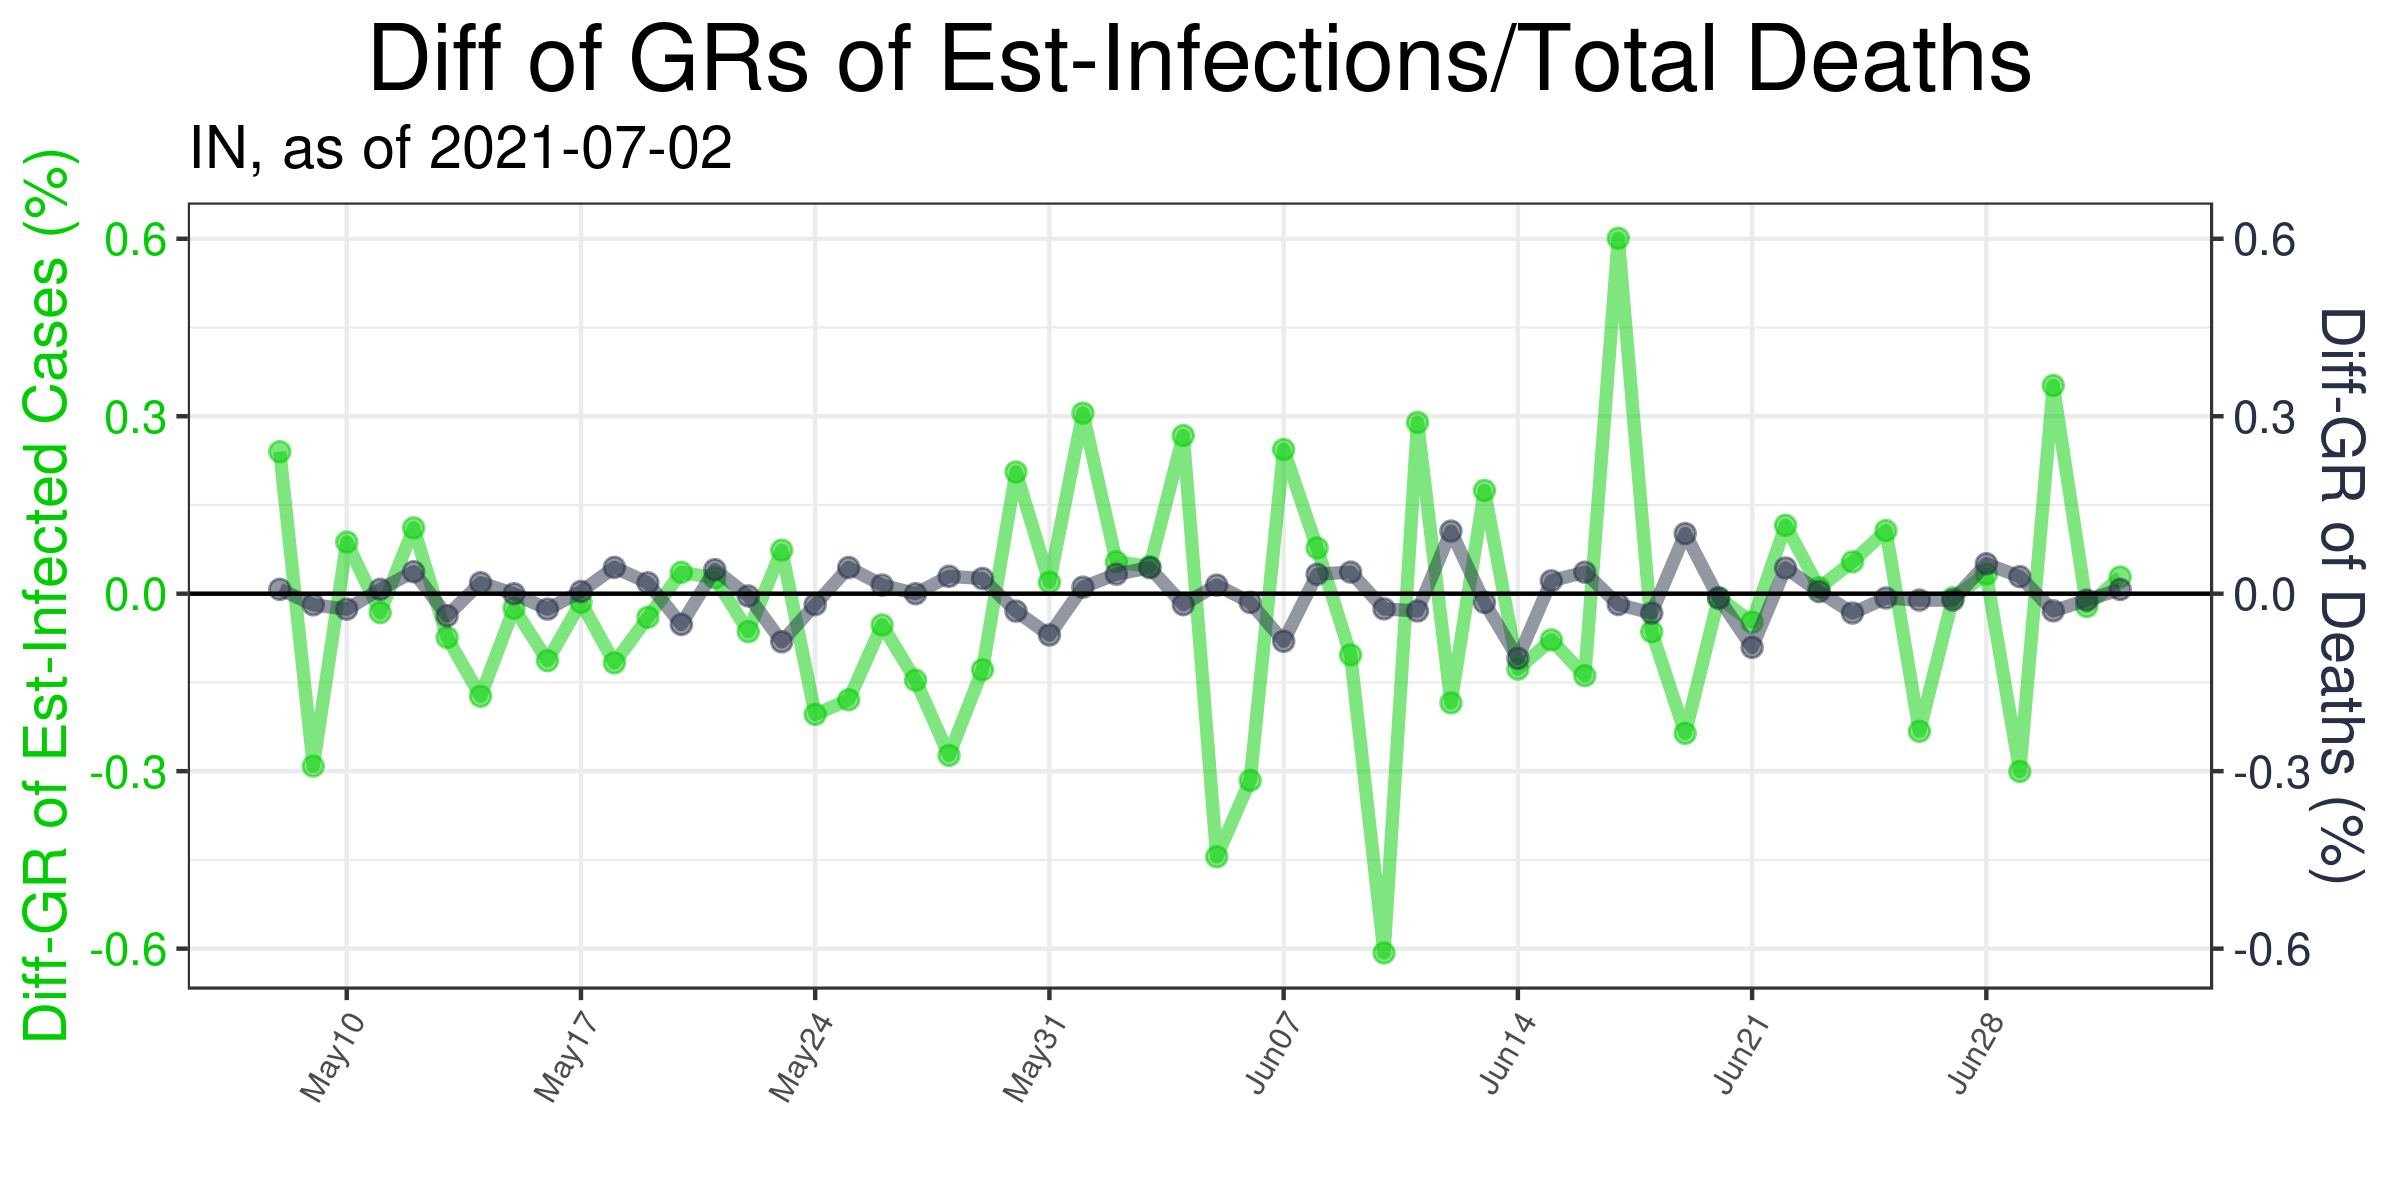 Diff of GRs of Est-Infections/Total Deaths
IN, as of 2021-07-02
Diff-GR of Est-Infected Cases (%)
0.6
0.3
0.0
-0.3
-0.6
0.6
0.3
0.0
-0.3
-0.6
Diff-GR of Deaths (%)
May10
May17
May24
May31
Jun07
Jun14
Jun21
Jun28